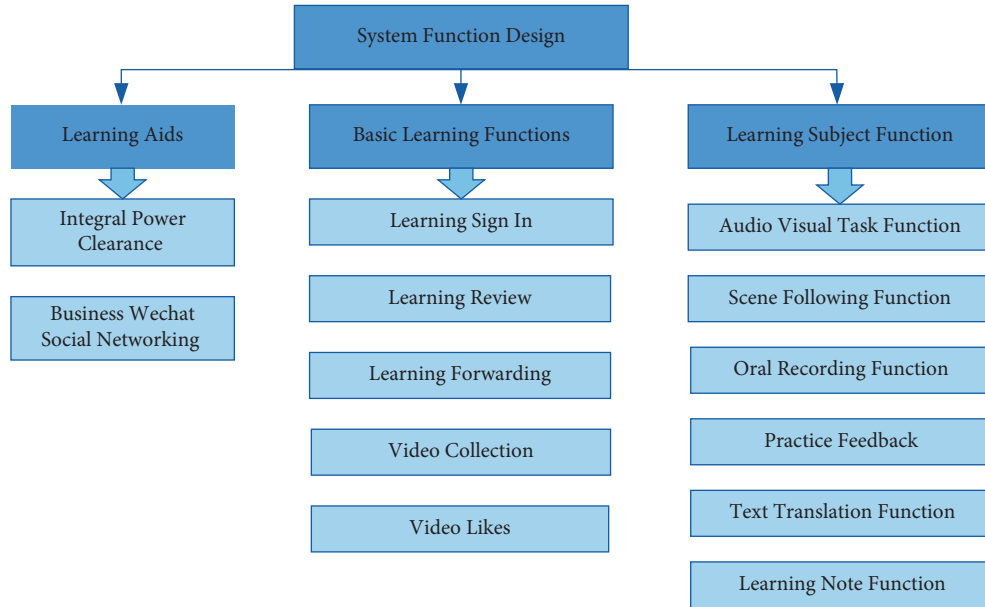 System Function Design
Learning Aids
Basic Learning Functions
Learning Subject Function
Integral Power
Clearance
Business Wechat
Social Networking
Learning Sign In
Learning Review
Learning Forwarding
Video Collection
Video Likes
Audio Visual Task Function
Scene Following Function
Oral Recording Function
Practice Feedback
Text Translation Function
Learning Note Function